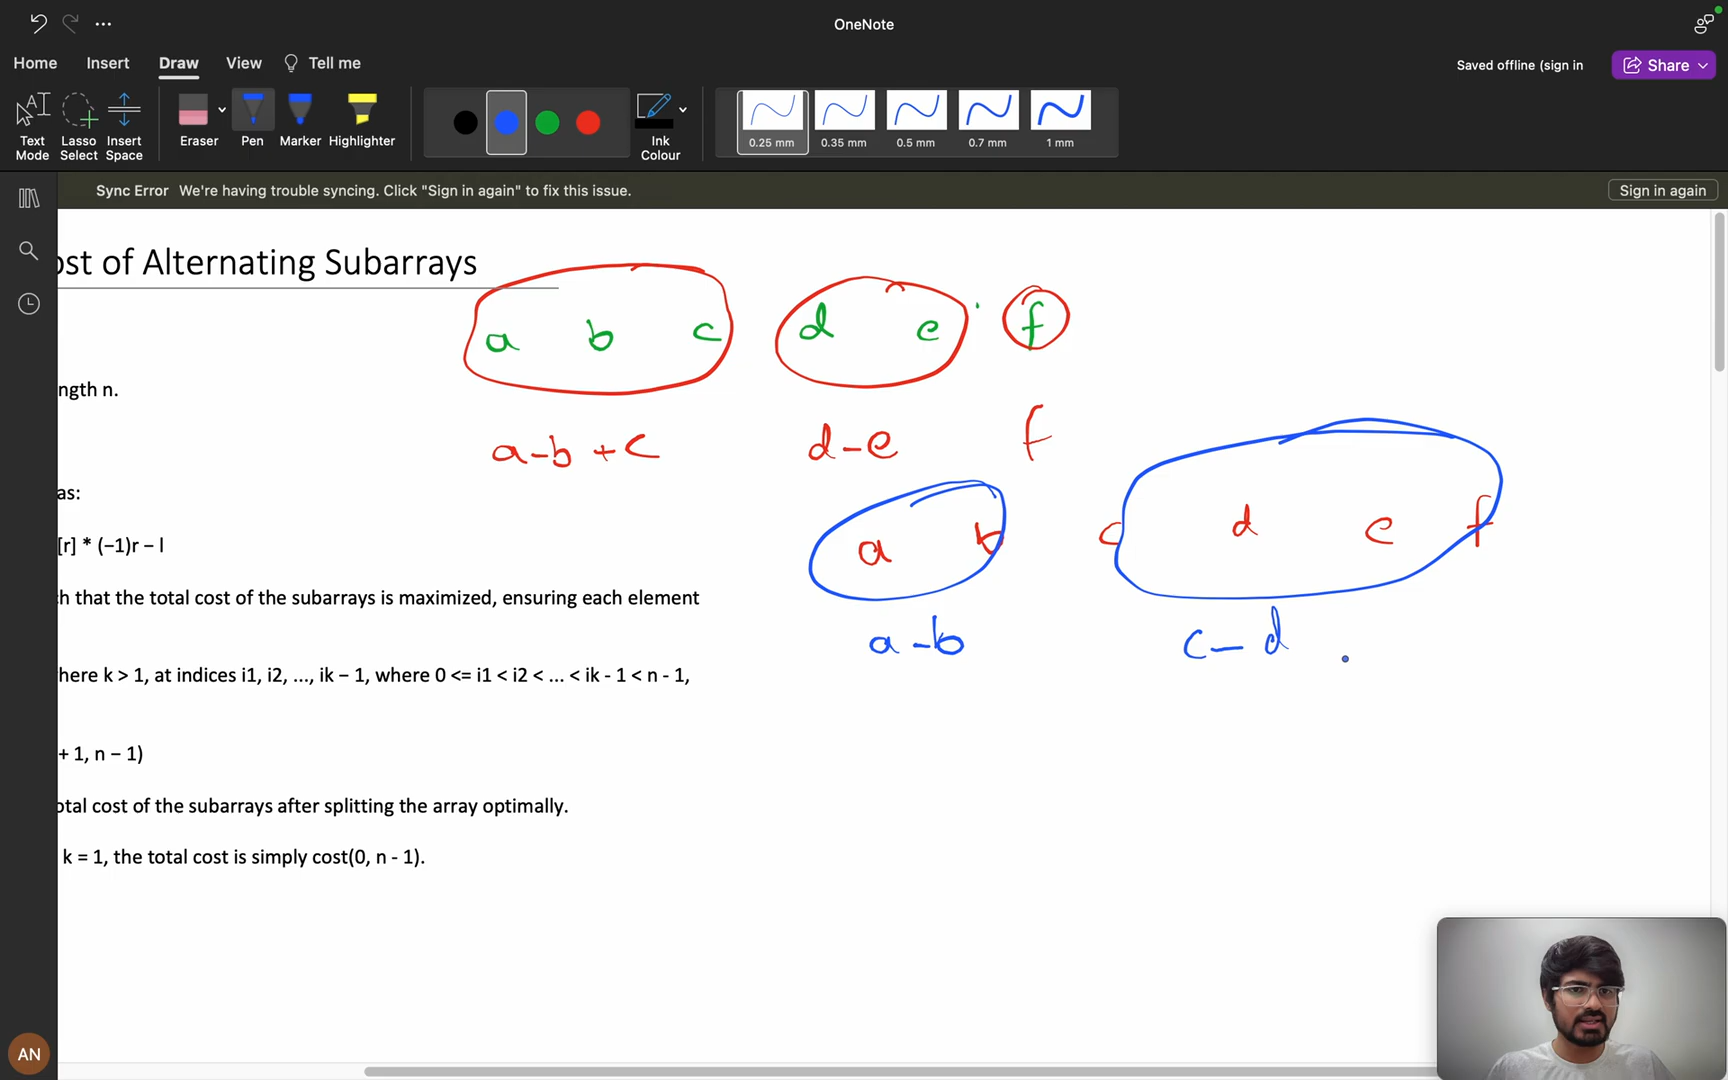 OneNote
Home Insert Draw View Tell me
Saved offline (sign in
Share
Text Mode
Lasso Select
Insert Space
Eraser
Pen
Marker
Highlighter
Ink Colour
0.25 mm
0.35 mm
0.5 mm
0.7 mm
1 mm
Sync Error We're having trouble syncing. Click "Sign in again" to fix this issue.
Sign in again
ost of Alternating Subarrays
a b c d e f
ngth n.
a-b+c d-e f
as:
[r] * (−1)r − l
a b c d e f
h that the total cost of the subarrays is maximized, ensuring each element
a-b c-d
here k > 1, at indices i1, i2, ..., ik − 1, where 0 <= i1 < i2 < ... < ik - 1 < n - 1,
+ 1, n − 1)
otal cost of the subarrays after splitting the array optimally.
k = 1, the total cost is simply cost(0, n - 1).
AN